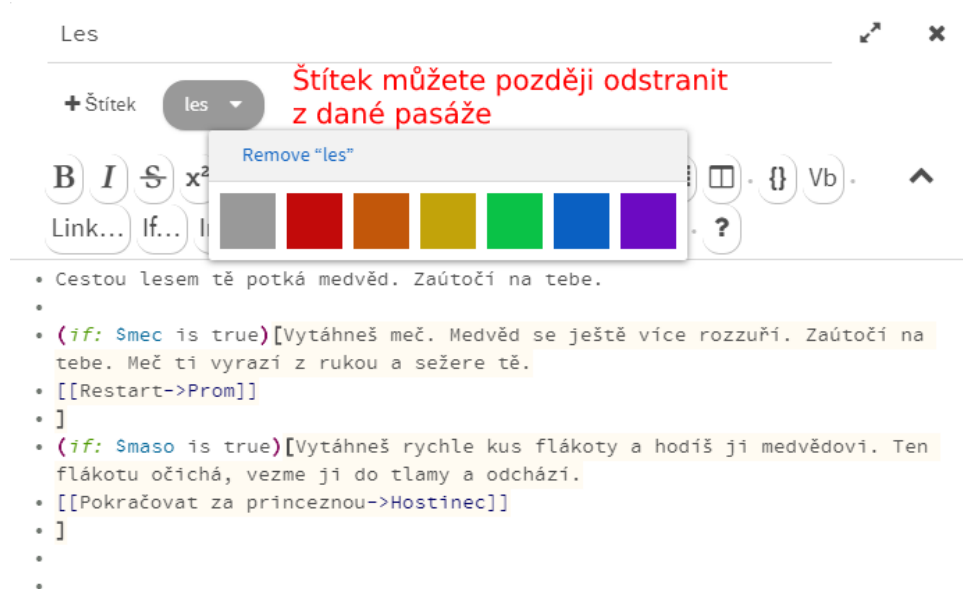 Les
+ Štítek
les
Štítek můžete později odstranit
z dané pasáže
Remove “les”
B I S x² {} Vb
Link... If... ?
Cestou lesem tě potká medvěd. Zaútočí na tebe.
(if: $mec is true)[Vytáhneš meč. Medvěd se ještě více rozzuří. Zaútočí na
tebe. Meč ti vyrazí z rukou a sežere tě.
[[Restart->Prom]]
]
(if: $maso is true)[Vytáhneš rychle kus flákoty a hodíš ji medvědovi. Ten
flákotu očichá, vezme ji do tlamy a odchází.
[[Pokračovat za princeznou->Hostinec]]
]